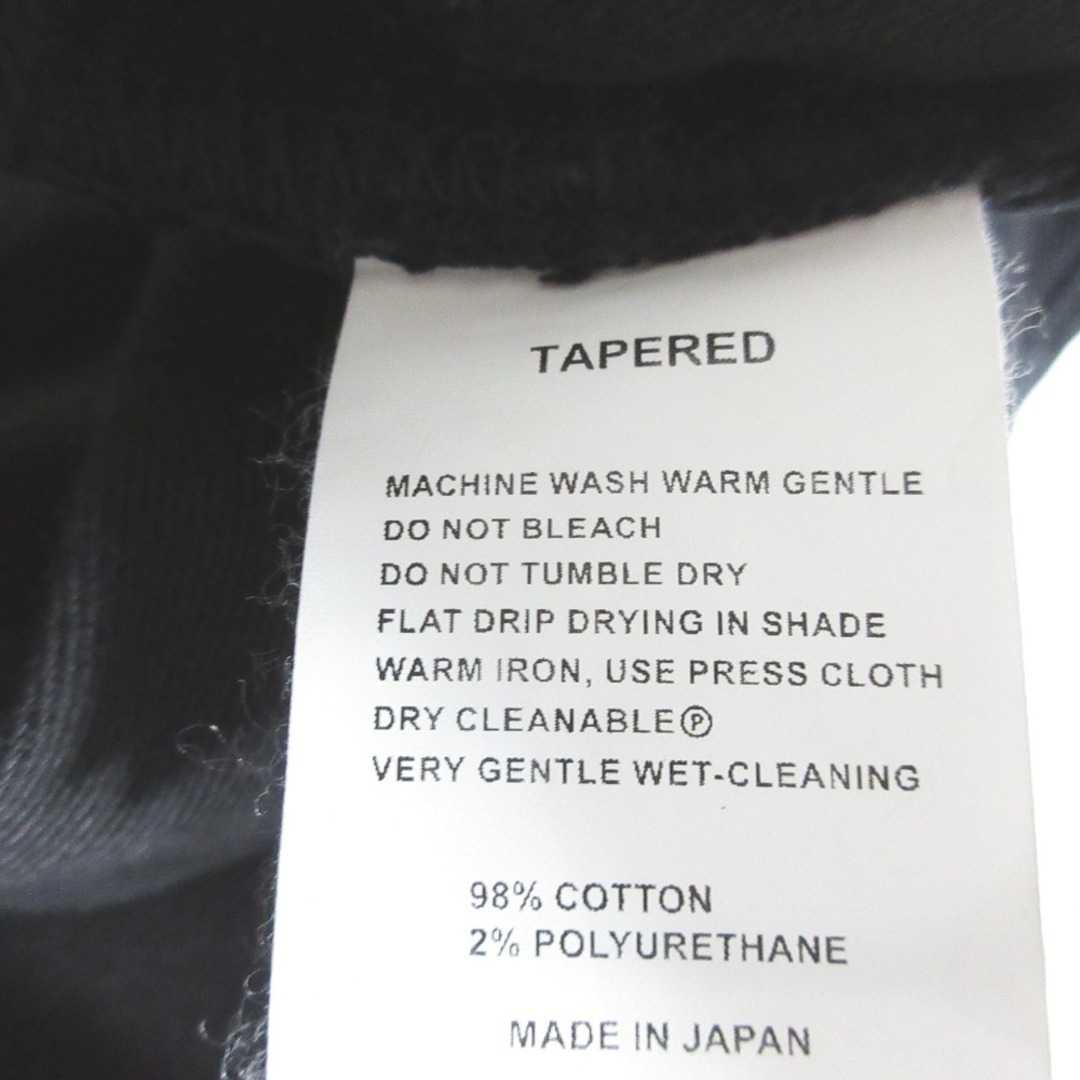 TAPERED
MACHINE WASH WARM GENTLE
DO NOT BLEACH
DO NOT TUMBLE DRY
FLAT DRIP DRYING IN SHADE
WARM IRON, USE PRESS CLOTH
DRY CLEANABLEⓅ
VERY GENTLE WET-CLEANING
98% COTTON
2% POLYURETHANE
MADE IN JAPAN